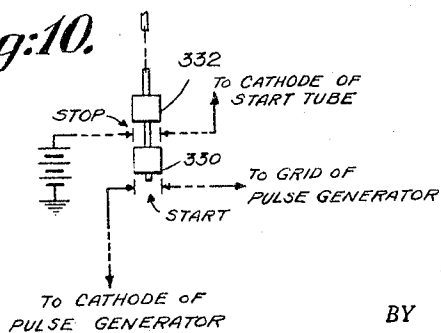 g:10.
332
TO CATHODE OF
START TUBE
STOP
330
TO GRID OF
PULSE GENERATOR
START
TO CATHODE OF
PULSE GENERATOR
BY